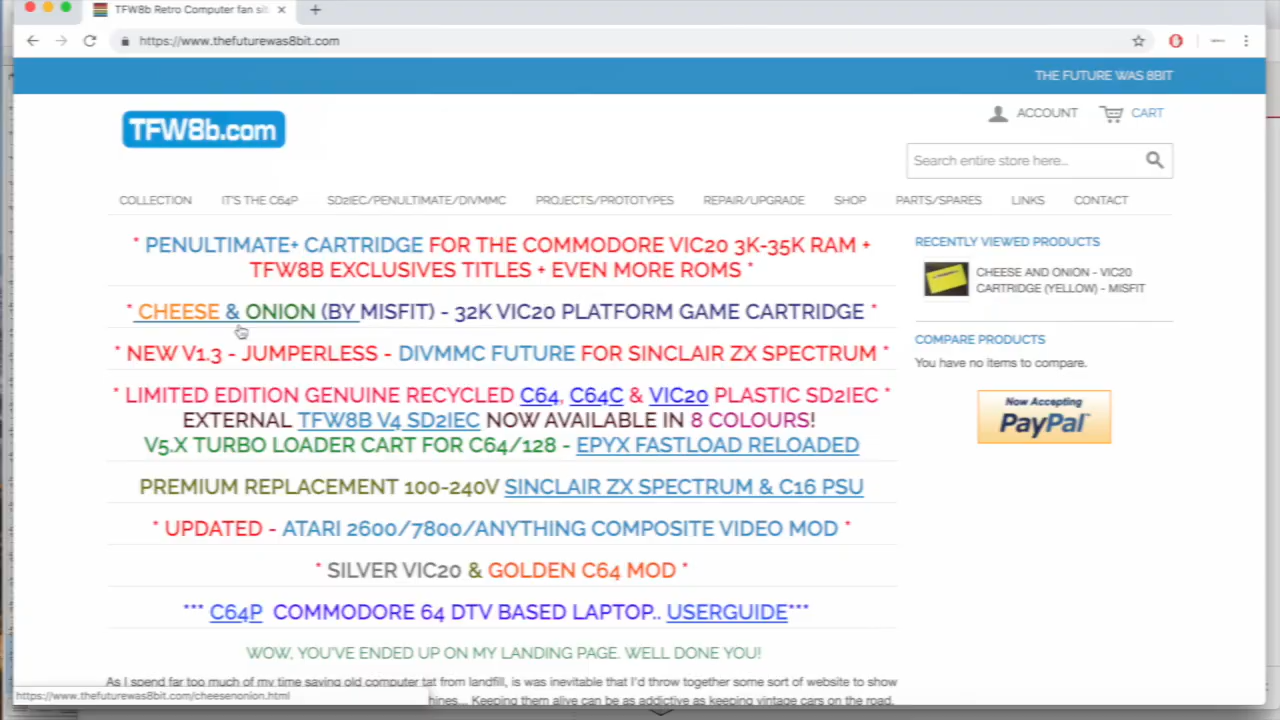 TFW8b Retro Computer fan sit
https://www.thefuturewas8bit.com
THE FUTURE WAS 8BIT
TFW8b.com
ACCOUNT
CART
Search entire store here...
COLLECTION
IT'S THE C64P
SD2IEC/PENULTIMATE/DIVMMC
PROJECTS/PROTOTYPES
REPAIR/UPGRADE
SHOP
PARTS/SPARES
LINKS
CONTACT
* PENULTIMATE+ CARTRIDGE FOR THE COMMODORE VIC20 3K-35K RAM +
TFW8B EXCLUSIVES TITLES + EVEN MORE ROMS *
* CHEESE & ONION (BY MISFIT) - 32K VIC20 PLATFORM GAME CARTRIDGE *
* NEW V1.3 - JUMPERLESS - DIVMMC FUTURE FOR SINCLAIR ZX SPECTRUM *
* LIMITED EDITION GENUINE RECYCLED C64, C64C & VIC20 PLASTIC SD2IEC *
EXTERNAL TFW8B V4 SD2IEC NOW AVAILABLE IN 8 COLOURS!
V5.X TURBO LOADER CART FOR C64/128 - EPYX FASTLOAD RELOADED
PREMIUM REPLACEMENT 100-240V SINCLAIR ZX SPECTRUM & C16 PSU
* UPDATED - ATARI 2600/7800/ANYTHING COMPOSITE VIDEO MOD *
* SILVER VIC20 & GOLDEN C64 MOD *
*** C64P COMMODORE 64 DTV BASED LAPTOP.. USERGUIDE***
WOW, YOU'VE ENDED UP ON MY LANDING PAGE. WELL DONE YOU!
As I spend far too much of my time saving old computer tat from landfill, is was inevitable that I'd throw together some sort of website to show
hines... Keeping them alive can be as addictive as keeping vintage cars on the road.
RECENTLY VIEWED PRODUCTS
CHEESE AND ONION - VIC20
CARTRIDGE (YELLOW) - MISFIT
COMPARE PRODUCTS
You have no items to compare.
Now Accepting
PayPal
https://www.thefuturewas8bit.com/cheesenonion.html